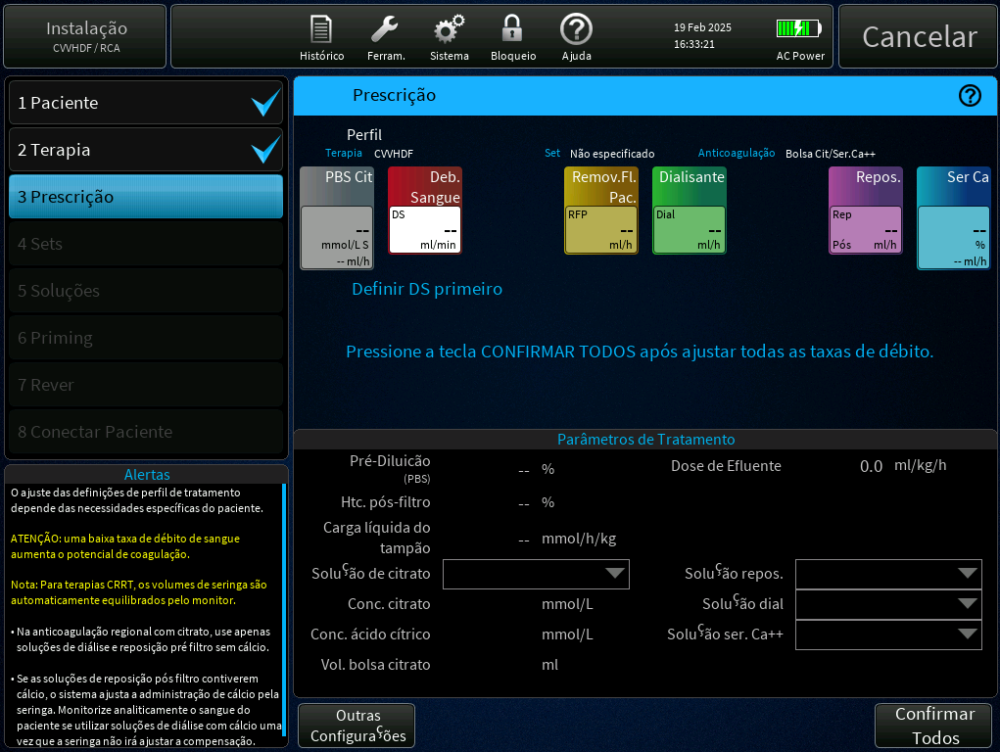 Instalação
CVVHDF / RCA
Histórico
Ferram.
Sistema
Bloqueio
Ajuda
19 Feb 2025
16:33:21
AC Power
Cancelar
1 Paciente
2 Terapia
3 Prescrição
4 Sets
5 Soluções
6 Priming
7 Rever
8 Conectar Paciente
Alertas
O ajuste das definições de perfil de tratamento
depende das necessidades específicas do paciente.
ATENÇÃO: uma baixa taxa de débito de sangue
aumenta o potencial de coagulação.
Nota: Para terapias CRRT, os volumes de seringa são
automaticamente equilibrados pelo monitor.
• Na anticoagulação regional com citrato, use apenas
soluções de diálise e reposição pré filtro sem cálcio.
• Se as soluções de reposição pós filtro contiverem
cálcio, o sistema ajusta a administração de cálcio pela
seringa. Monitorize analiticamente o sangue do
paciente se utilizar soluções de diálise com cálcio uma
vez que a seringa não irá ajustar a compensação.
Prescrição
Perfil
Terapia CVVHDF
Set Não especificado
Anticoagulação Bolsa Cit/Ser.Ca++
PBS Cit
--
mmol/L S
-- ml/h
Deb.
Sangue
DS
--
ml/min
Remov.Fl.
Pac.
RFP
--
ml/h
Dialisante
Dial
--
ml/h
Repos.
Rep
--
Pós ml/h
Ser Ca
--
%
-- ml/h
Definir DS primeiro
Pressione a tecla CONFIRMAR TODOS após ajustar todas as taxas de débito.
Parâmetros de Tratamento
Pré-Diluicão
(PBS)
-- %
Dose de Efluente 0.0 ml/kg/h
Htc. pós-filtro -- %
Carga líquida do
tampão
-- mmol/h/kg
Solução de citrato
Solução repos.
Conc. citrato mmol/L
Solução dial
Conc. ácido cítrico mmol/L
Solução ser. Ca++
Vol. bolsa citrato ml
Outras
Configurações
Confirmar
Todos